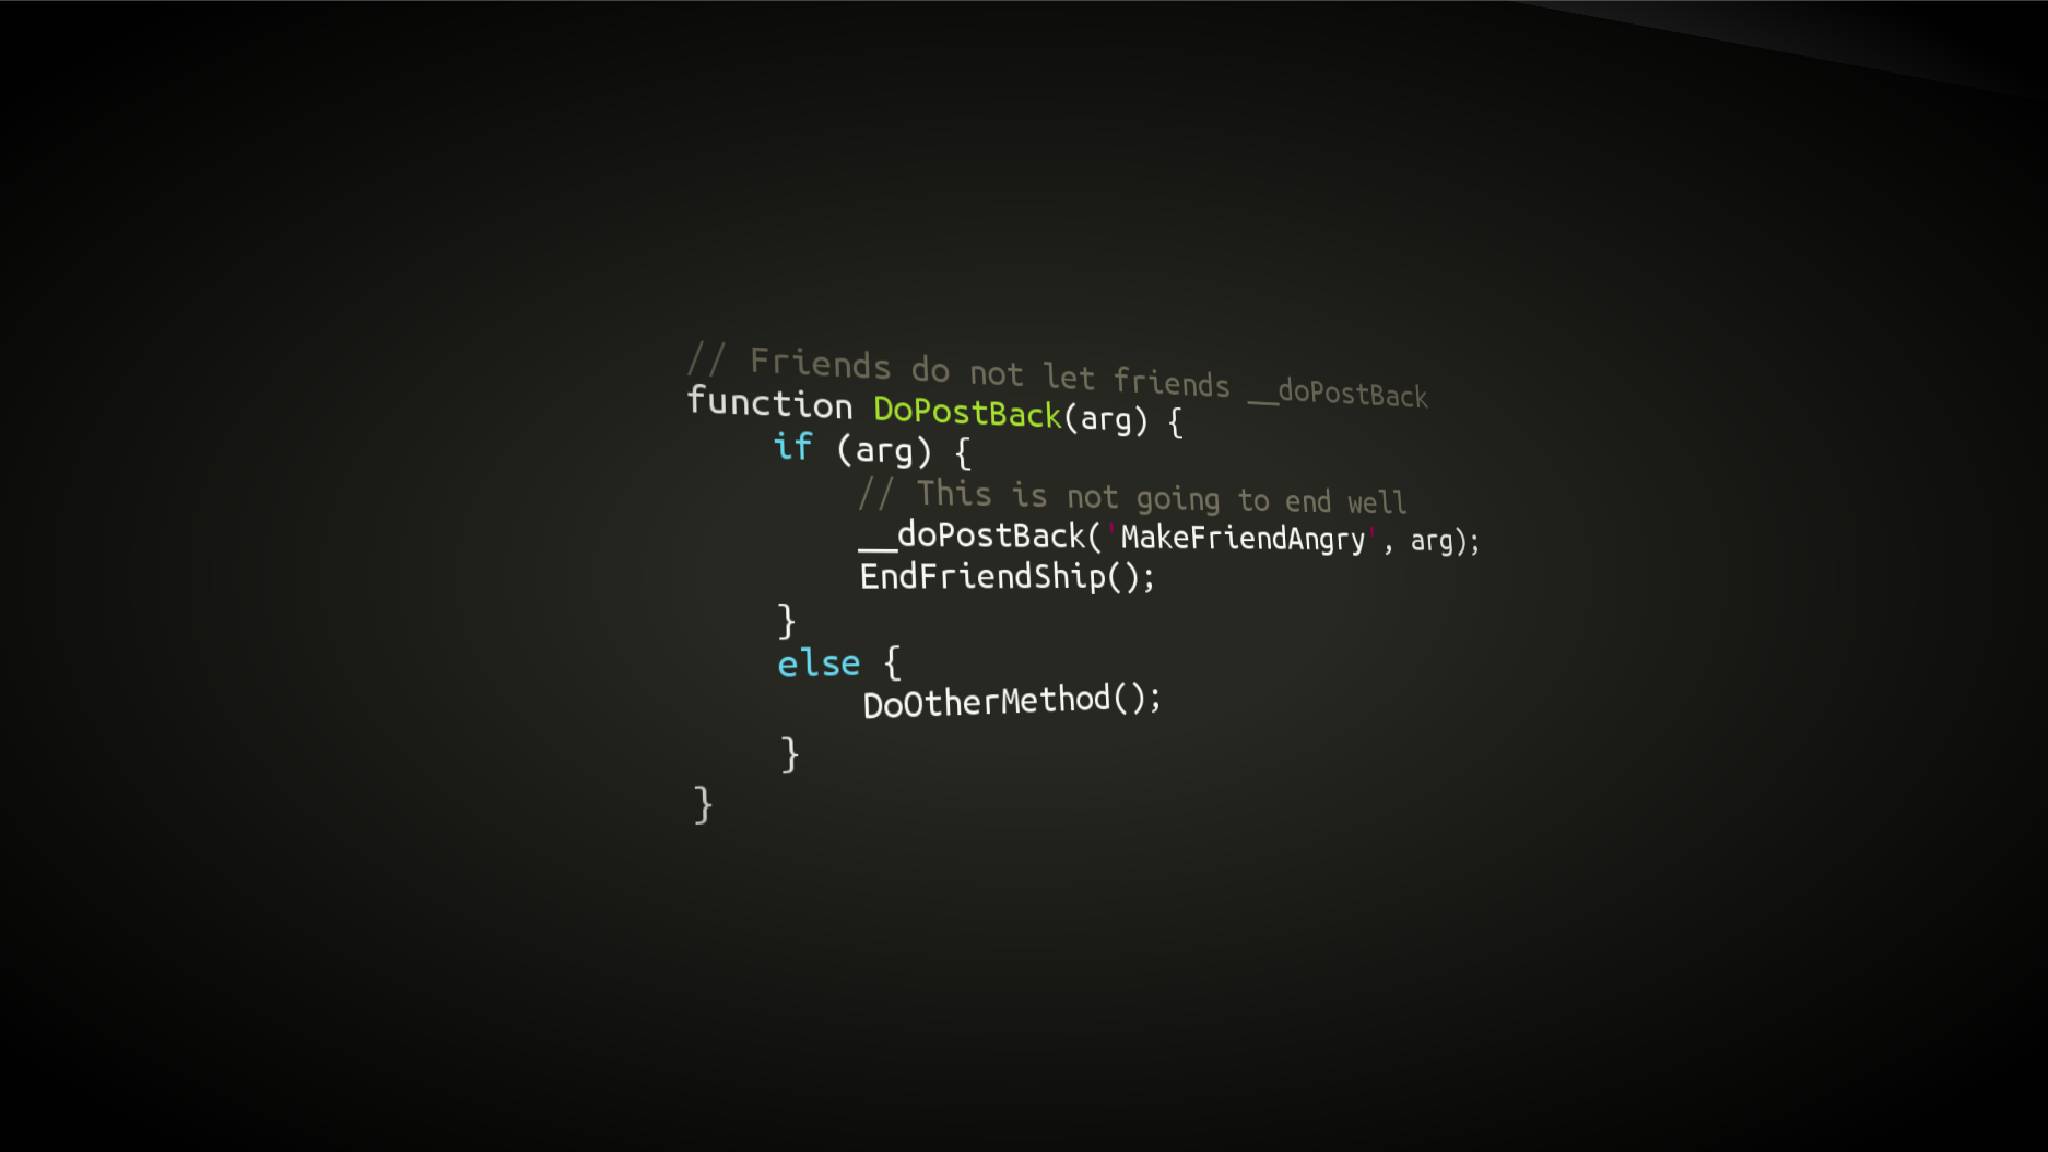 // Friends do not let friends __doPostBack
function DoPostBack(arg) {
if (arg) {
// This is not going to end well
__doPostBack('MakeFriendAngry', arg);
EndFriendShip();
}
else {
DoOtherMethod();
}
}